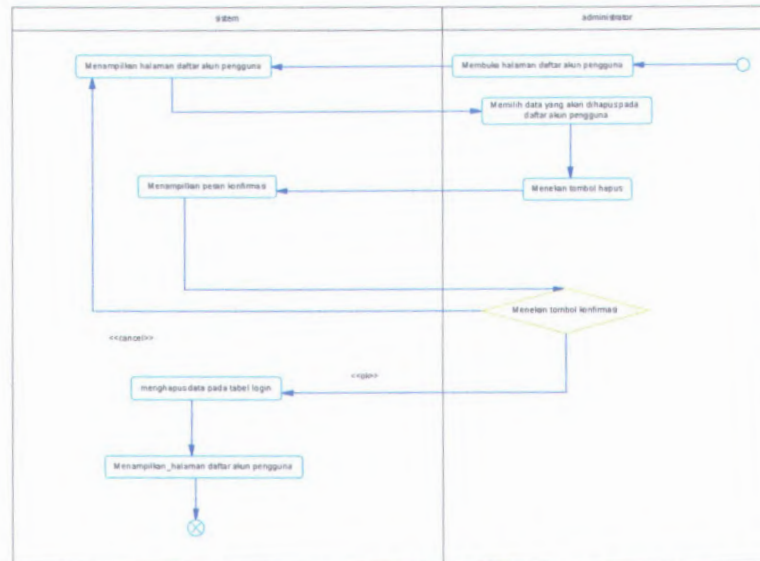 sistem
administrator
Menampilkan halaman daftar akun pengguna
Membuka halaman daftar akun pengguna
Memilih data yang akan dihapus pada
daftar akun pengguna
Menampilkan pesan konfirmasi
Menekan tombol hapus
Menekan tombol konfirmasi
<<cancel>>
<<ok>>
menghapus data pada tabel login
Menampilkan_halaman daftar akun pengguna